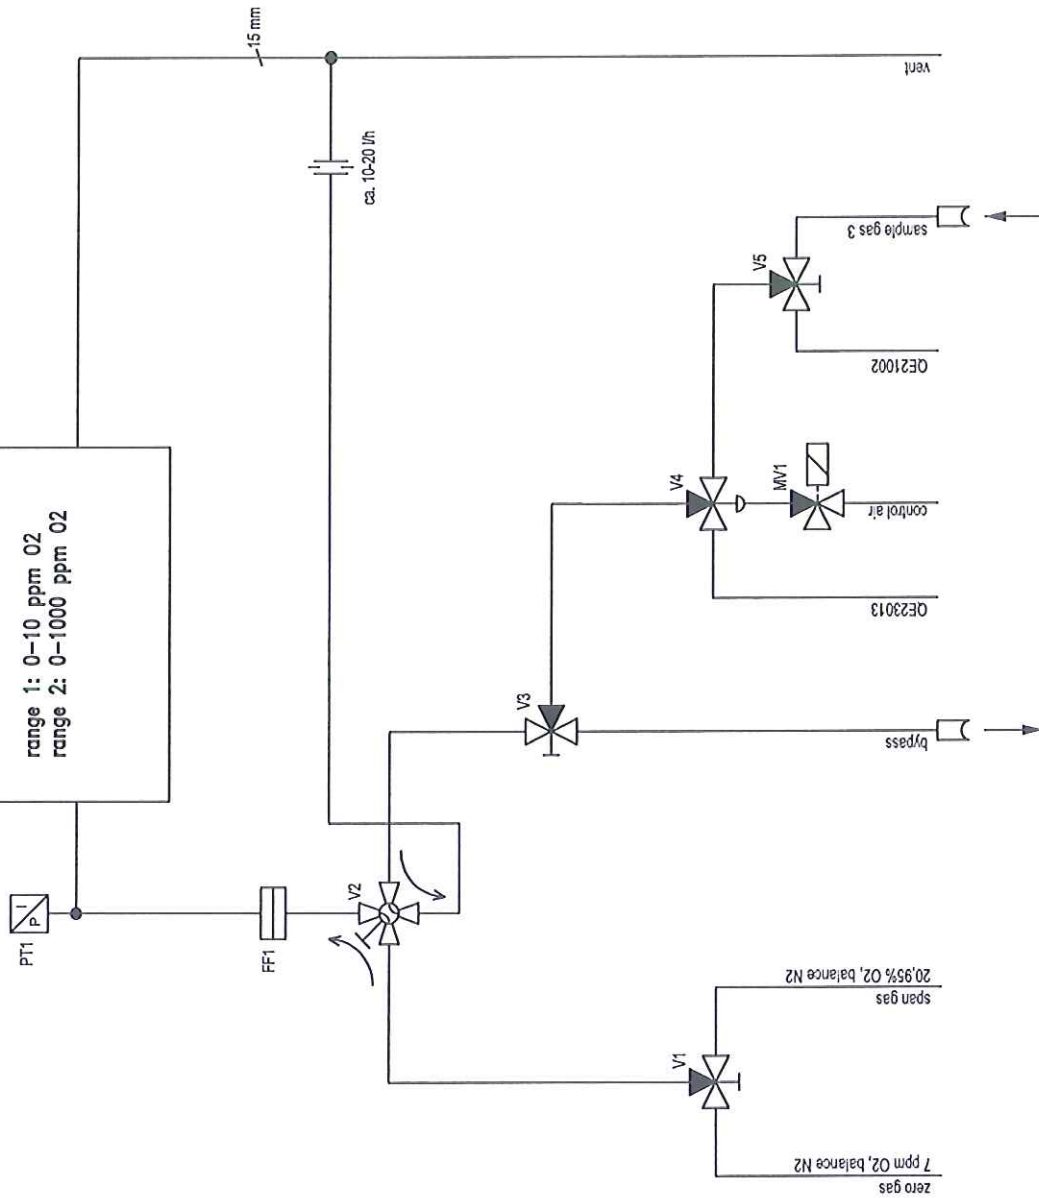 15 mm
ca. 10-20 l/h
vent
range 1: 0-10 ppm O2
range 2: 0-1000 ppm O2
sample gas 3
V5
QE21002
V4
MV1
control air
QE23013
V3
bypass
PT1
I
P
FF1
V2
20,95% O2, balance N2
span gas
V1
7 ppm O2, balance N2
zero gas